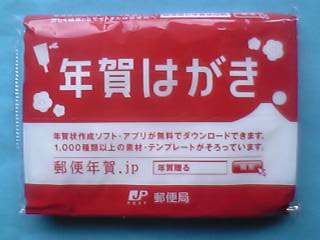 年賀はがき
年賀状作成ソフト・アプリが無料でダウンロードできます。
1,000種類以上の素材・テンプレートがそろっています。
郵便年賀.jp
年賀贈る
JP
POST
郵便局